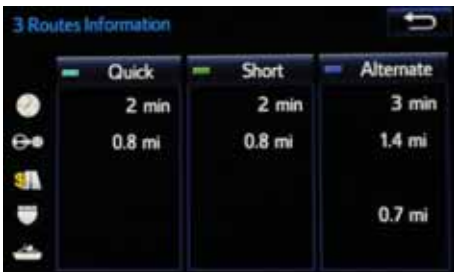 3 Routes Information
Quick Short Alternate
2 min 2 min 3 min
0.8 mi 0.8 mi 1.4 mi
$
0.7 mi